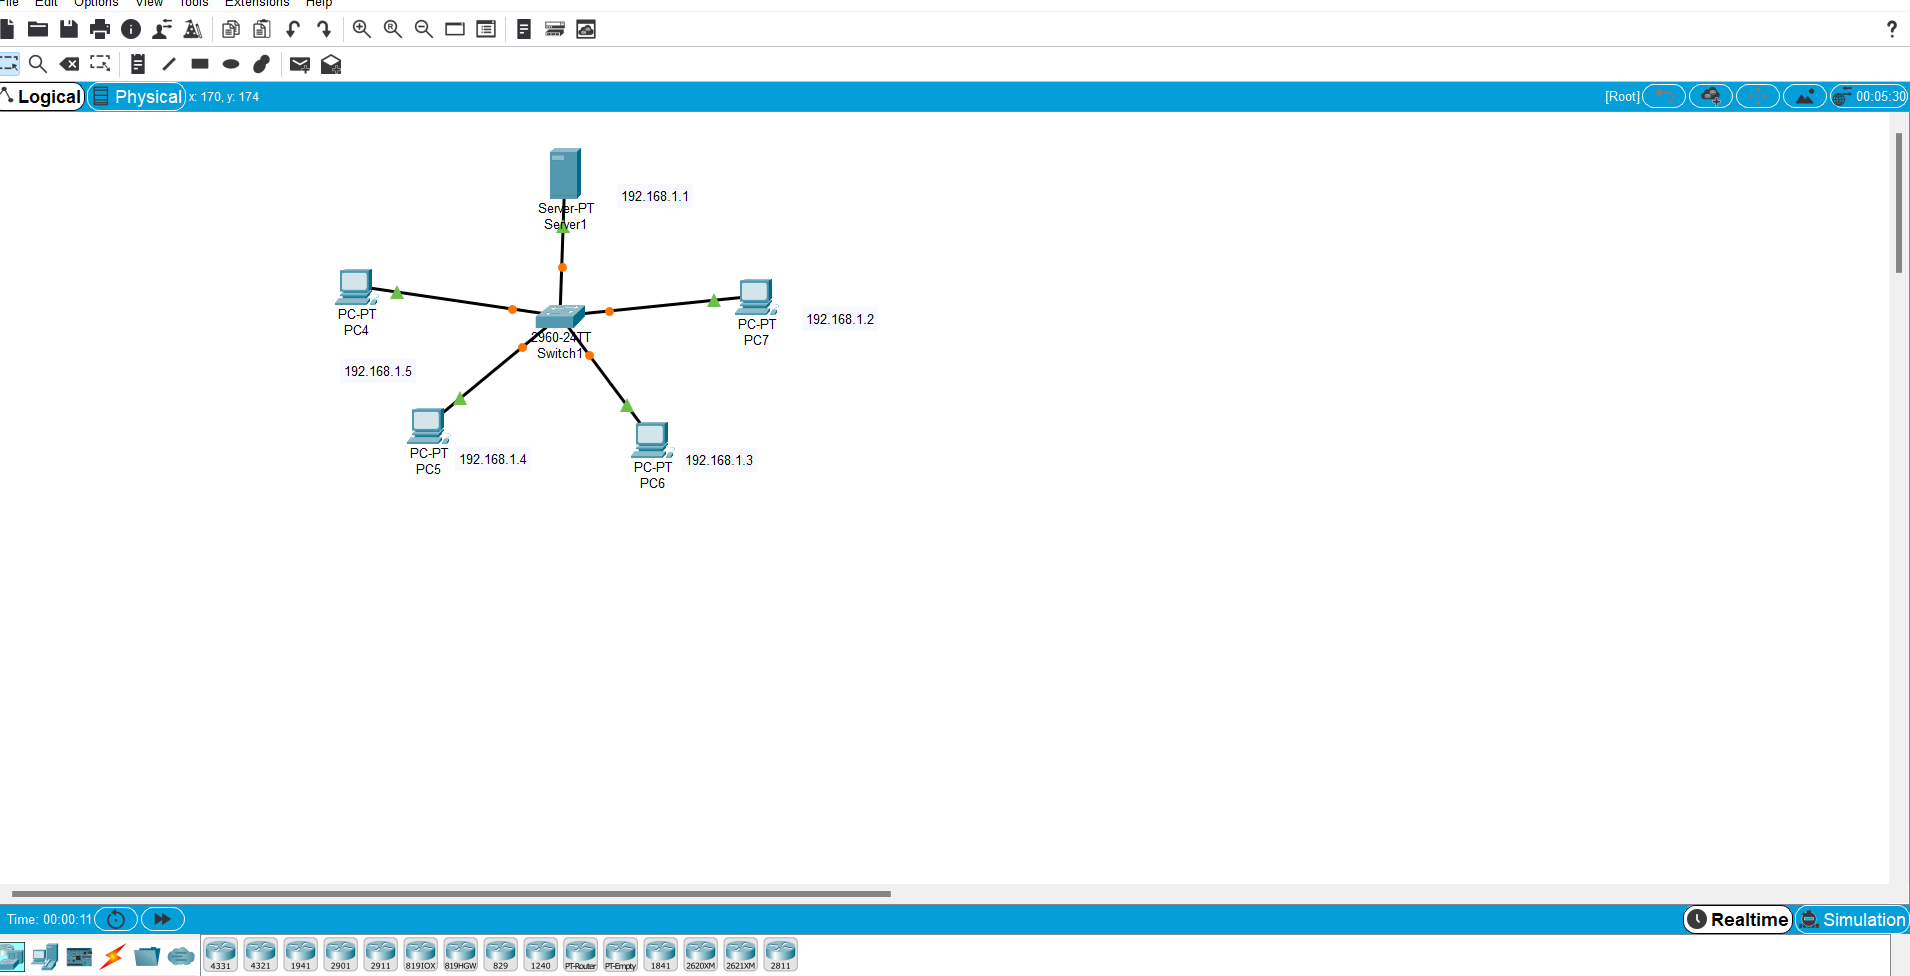 File Edit Options View Tools Extensions Help
?
Logical Physical x: 170, y: 174 [Root] 00:05:30
192.168.1.1
Server-PT
Server1
PC-PT
PC4
192.168.1.5
2960-24TT
Switch1
PC-PT
PC7
192.168.1.2
PC-PT
PC5
192.168.1.4
PC-PT
PC6
192.168.1.3
Time: 00:00:11 Realtime Simulation
4331 4321 1941 2901 2911 819IOX 819HGW 829 1240 PT-Router PT-Empty 1841 2620XM 2621XM 2811